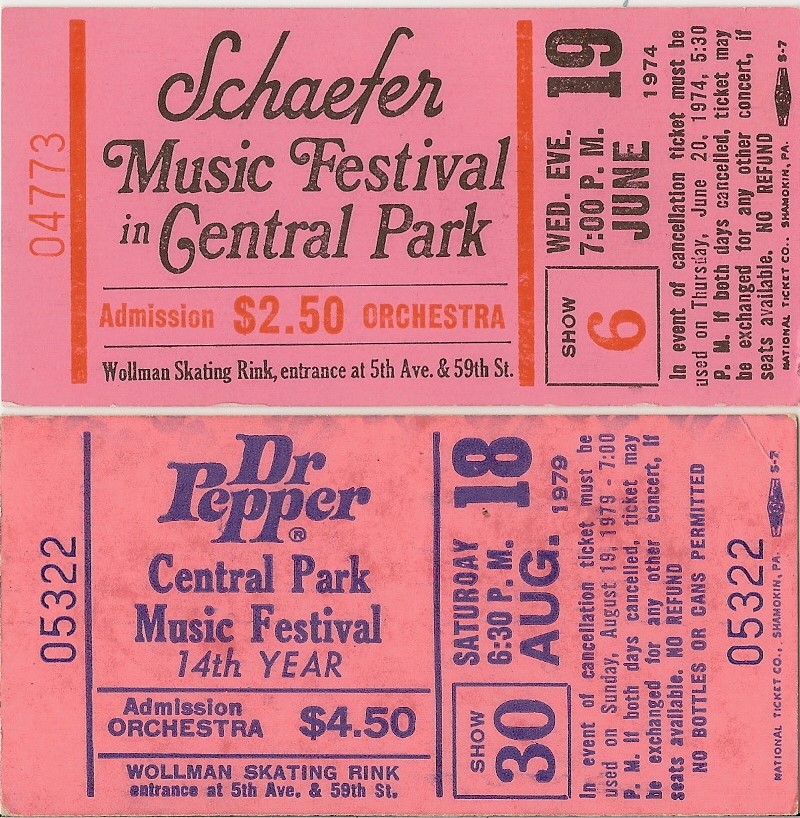 04773
Schaefer
Music Festival
in Central Park
Admission $2.50 ORCHESTRA
Wollman Skating Rink, entrance at 5th Ave. & 59th St.
SHOW
6
WED. EVE.
7:00 P. M.
JUNE
19
1974
In event of cancellation ticket must be
used on Thursday, June 20, 1974, 5:30
P. M. If both days cancelled, ticket may
be exchanged for any other concert, if
seats available. NO REFUND
NATIONAL TICKET CO., SHAMOKIN, PA. S-7
05322
Dr
Pepper®
Central Park
Music Festival
14th YEAR
Admission
ORCHESTRA $4.50
WOLLMAN SKATING RINK
entrance at 5th Ave. & 59th St.
SHOW
30
SATURDAY
6:30 P. M.
AUG.
18
1979
In event of cancellation ticket must be
used on Sunday, August 19, 1979 - 7:00
P. M. If both days cancelled, ticket may
be exchanged for any other concert, if
seats available. NO REFUND
NO BOTTLES OR CANS PERMITTED
05322
NATIONAL TICKET CO., SHAMOKIN, PA. S-7